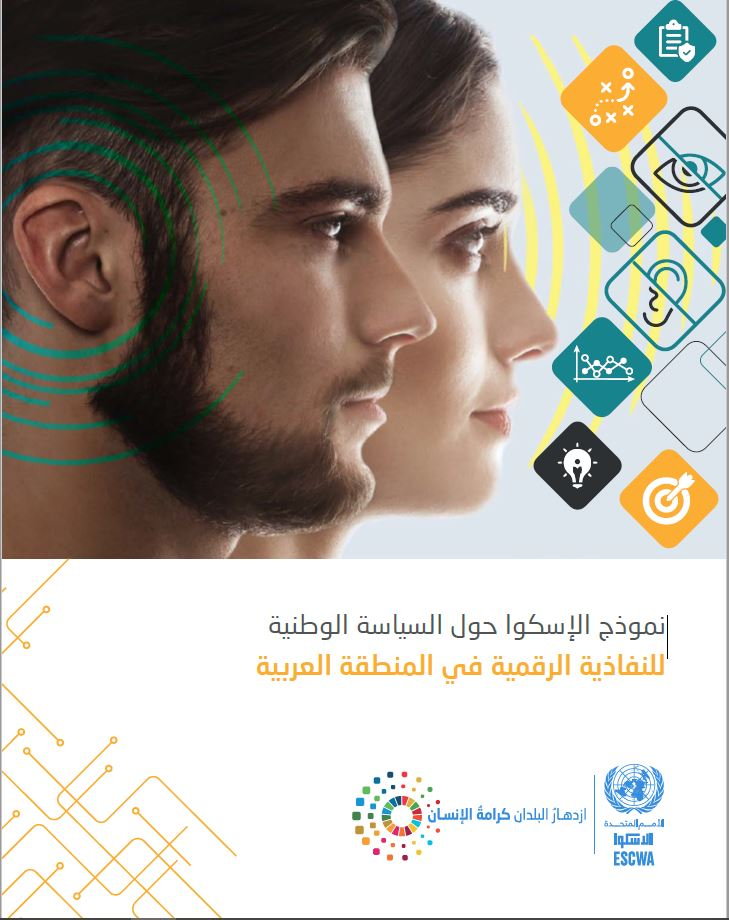 نموذج الإسكوا حول السياسة الوطنية
للنفاذية الرقمية في المنطقة العربية
ازدهارُ البلدان كرامةُ الإنسان
الأمم المتحدة
الاسكوا
ESCWA